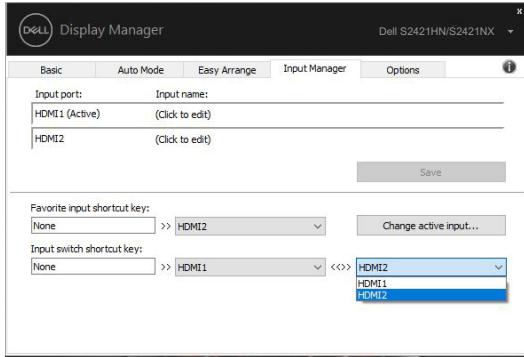 DELL Display Manager
Dell S2421HN/S2421NX
Basic Auto Mode Easy Arrange Input Manager Options
Input port: Input name:
HDMI1 (Active) (Click to edit)
HDMI2 (Click to edit)
Save
Favorite input shortcut key:
None >> HDMI2 Change active input...
Input switch shortcut key:
None >> HDMI1 <<>> HDMI2
HDMI1
HDMI2